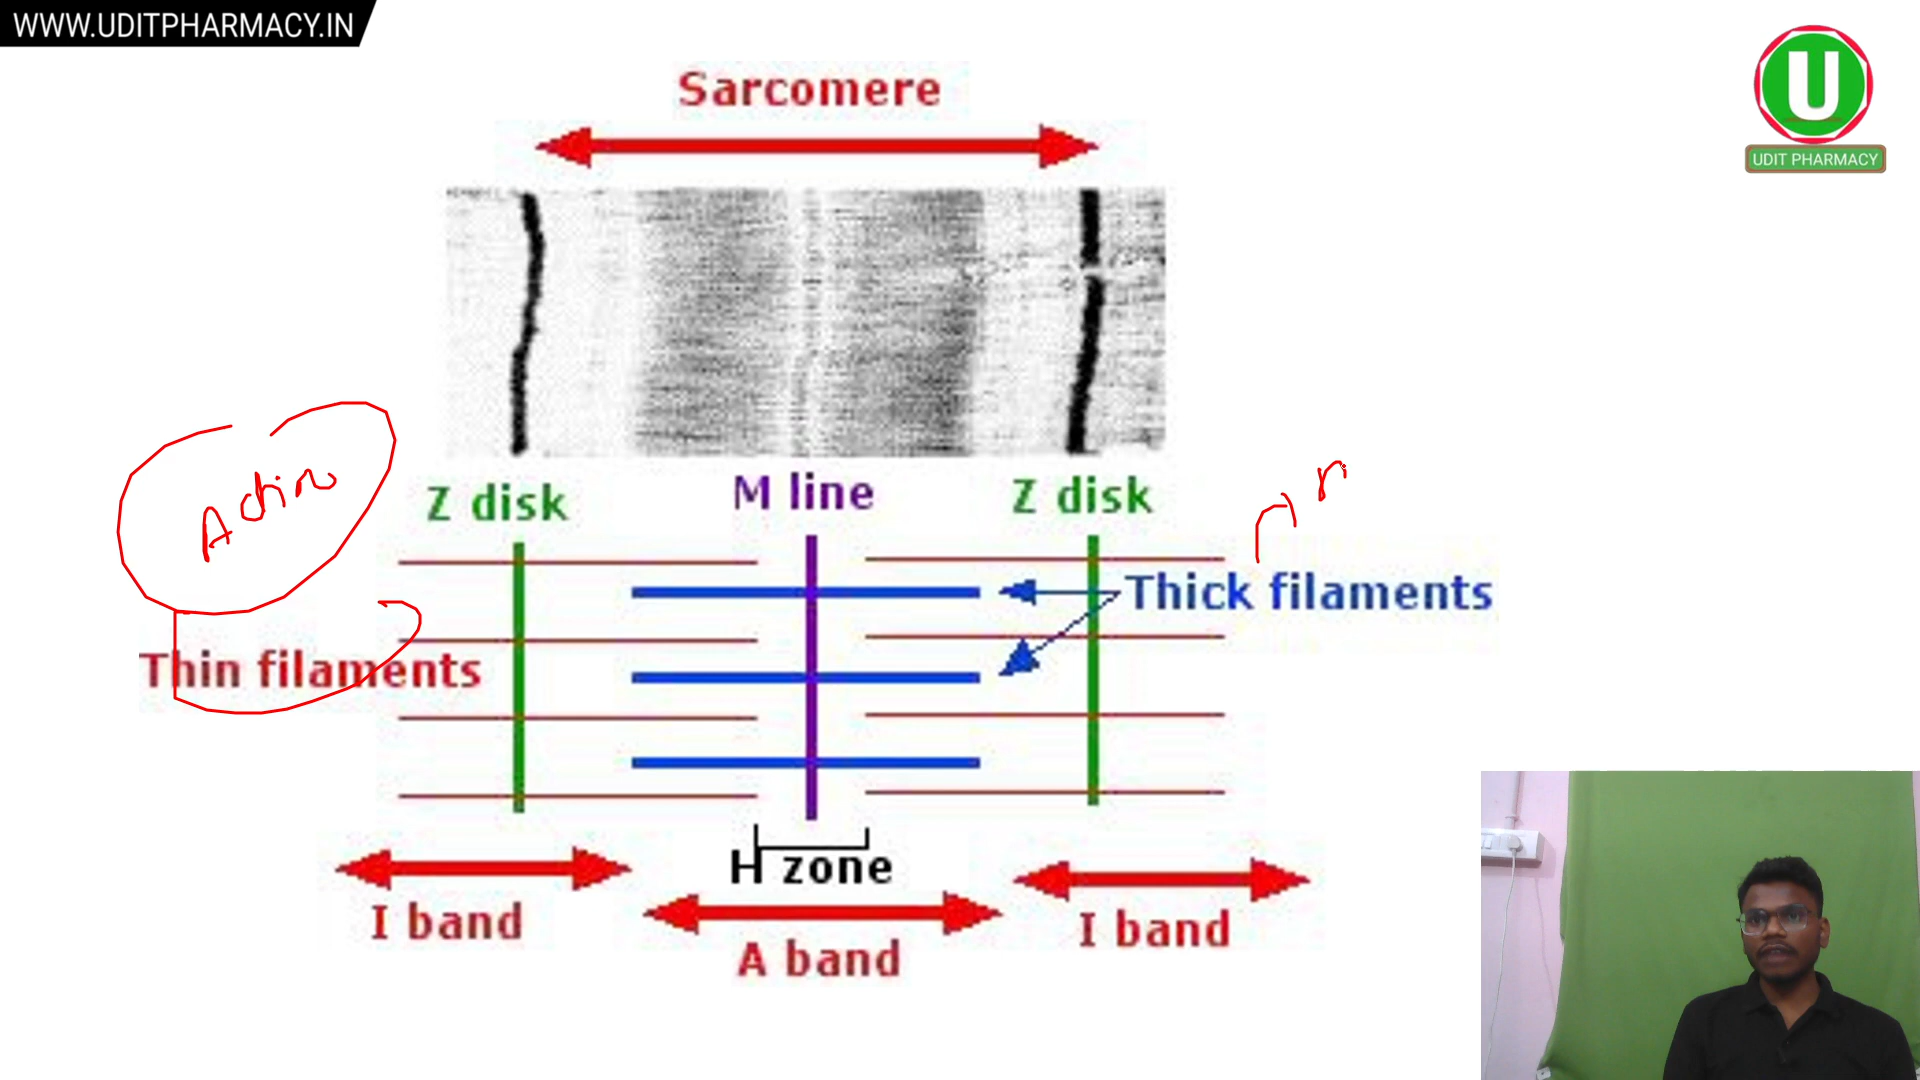 WWW.UDITPHARMACY.IN
U
UDIT PHARMACY
Sarcomere
Z disk
M line
Z disk
Actin
Thick filaments
Thin filaments
H zone
I band
I band
A band